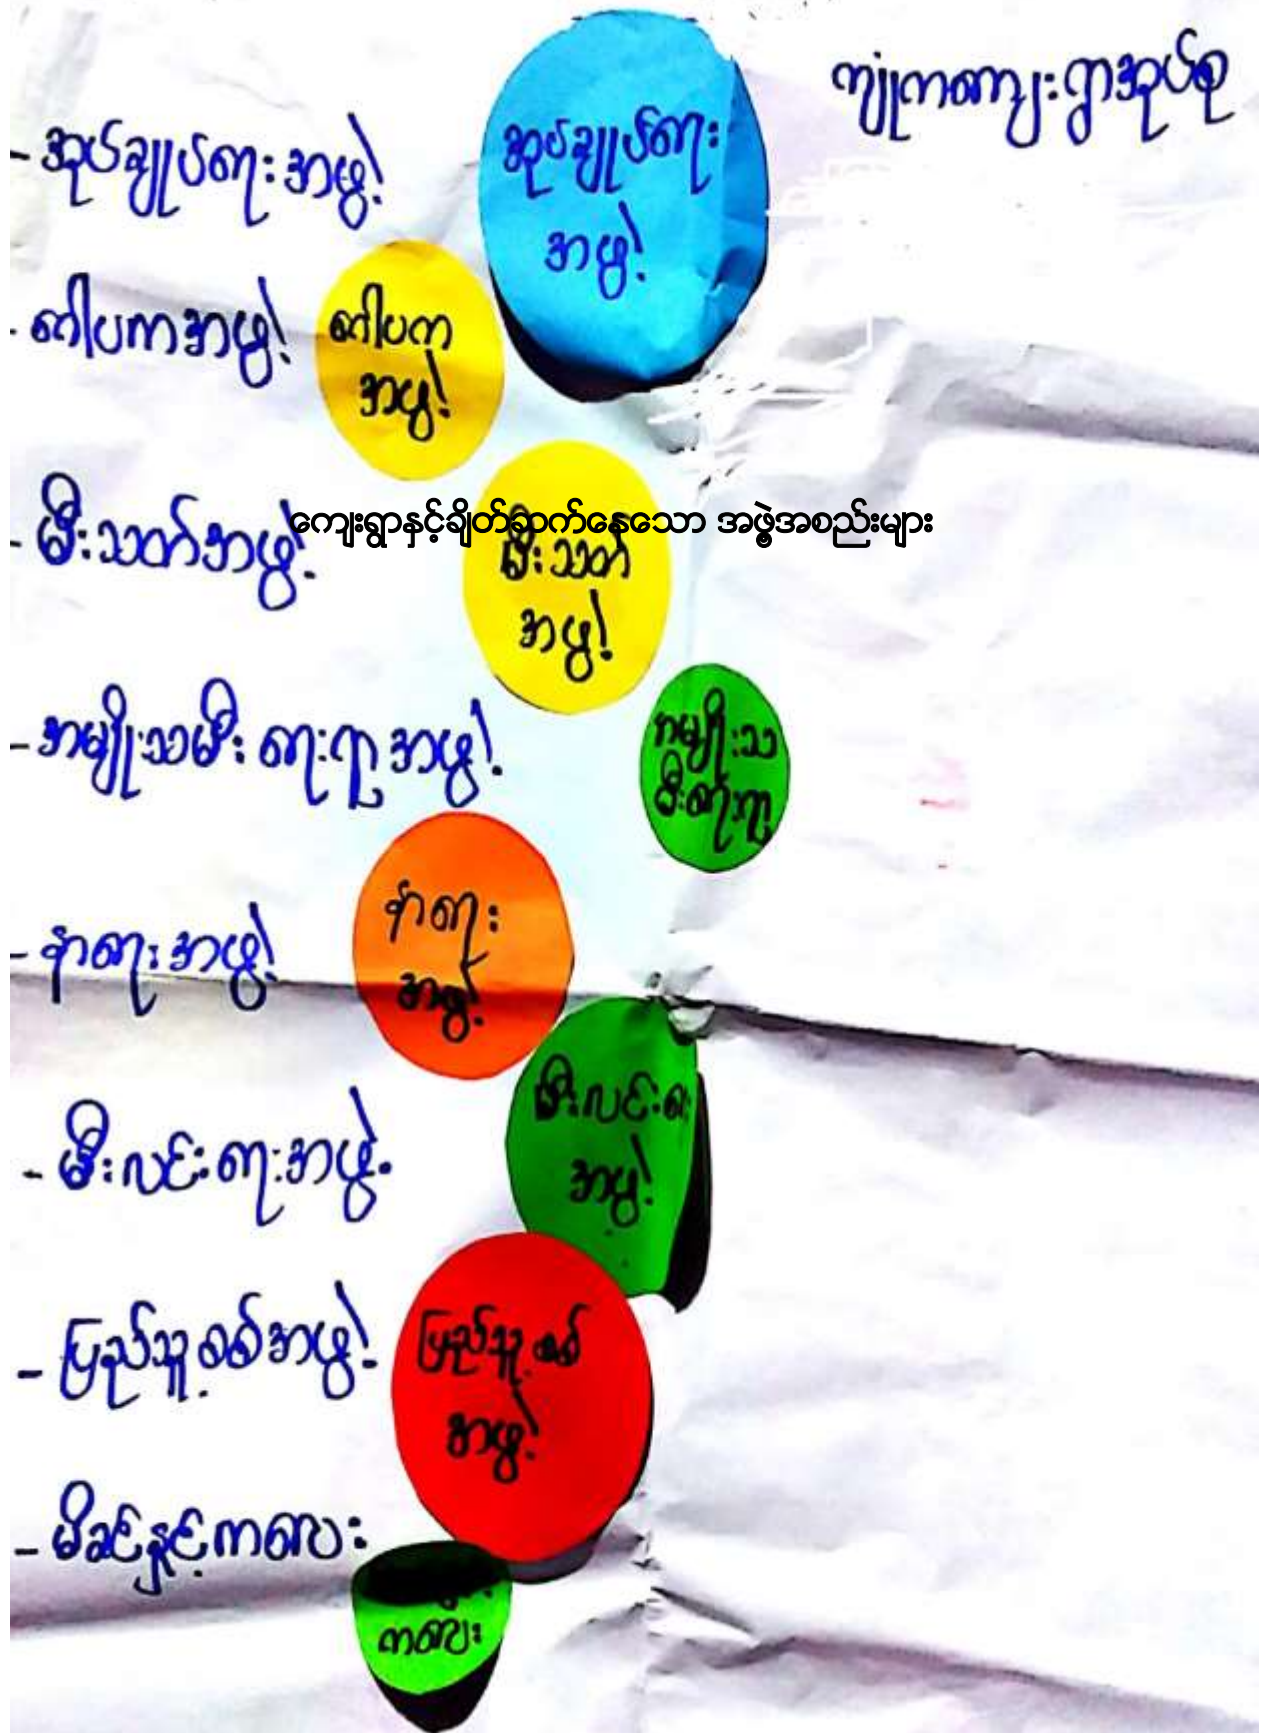 ကျုံကကျေးရွာအုပ်စု
- အုပ်ချုပ်ရေးအဖွဲ့
အုပ်ချုပ်ရေး
အဖွဲ့
- ဂေါပကအဖွဲ့
ဂေါပက
အဖွဲ့
ကျေးရွာနှင့်ချိတ်ဆက်နေသော အဖွဲ့အစည်းများ
- မီးသတ်အဖွဲ့
မီးသတ်
အဖွဲ့
- အမျိုးသမီးရေးရာအဖွဲ့
အမျိုးသ
မီးရေးရာ
- နာရေးအဖွဲ့
နာရေး
အဖွဲ့
- မီးလင်းရေးအဖွဲ့
မီးလင်းရေး
အဖွဲ့
- ပြည်သူ့စစ်အဖွဲ့
ပြည်သူ့စစ်
အဖွဲ့
- မိခင်နှင့်ကလေး
ကလေး